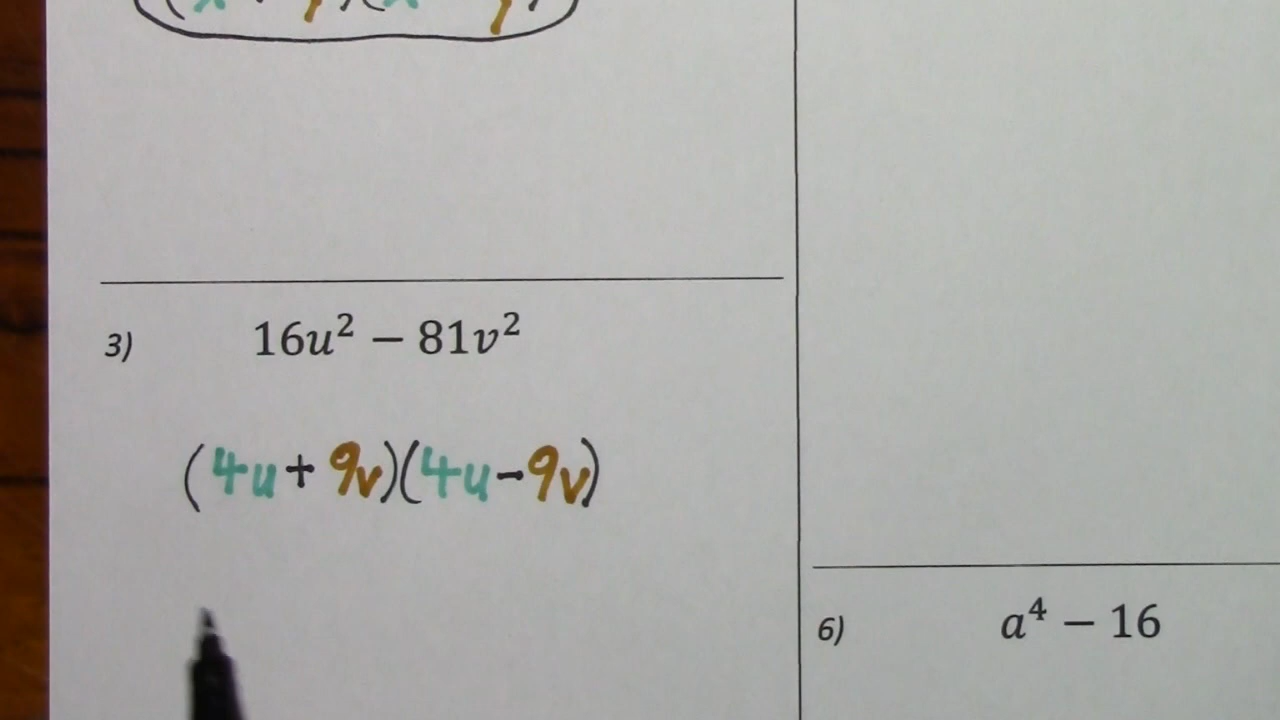 3) 16u² − 81v²
(4u + 9v)(4u − 9v)
6) a⁴ − 16